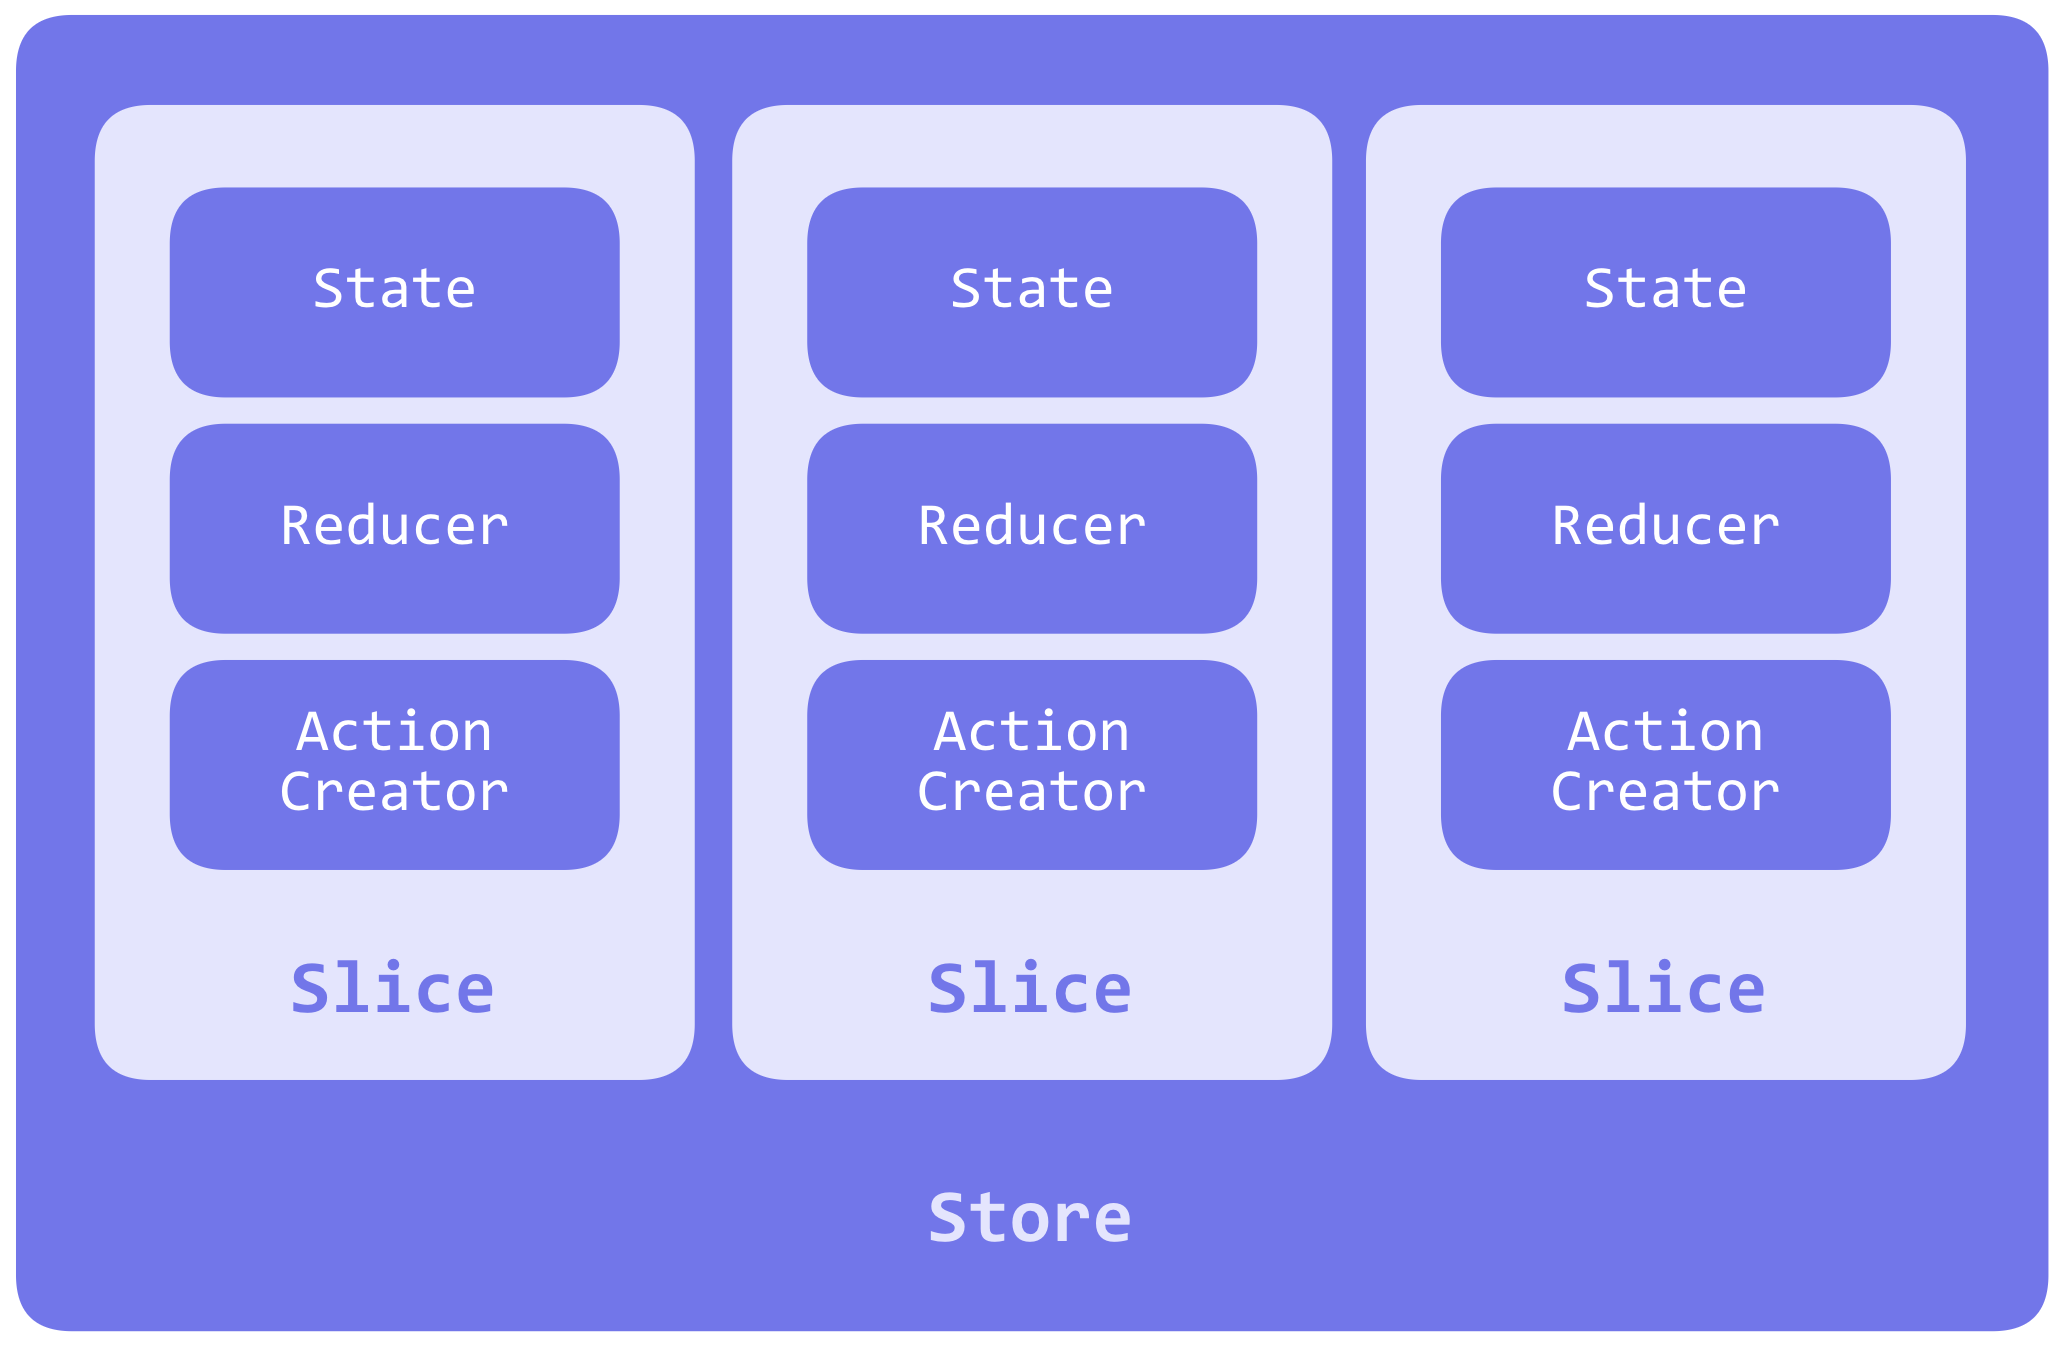 State
Reducer
Action
Creator
Slice
State
Reducer
Action
Creator
Slice
State
Reducer
Action
Creator
Slice
Store